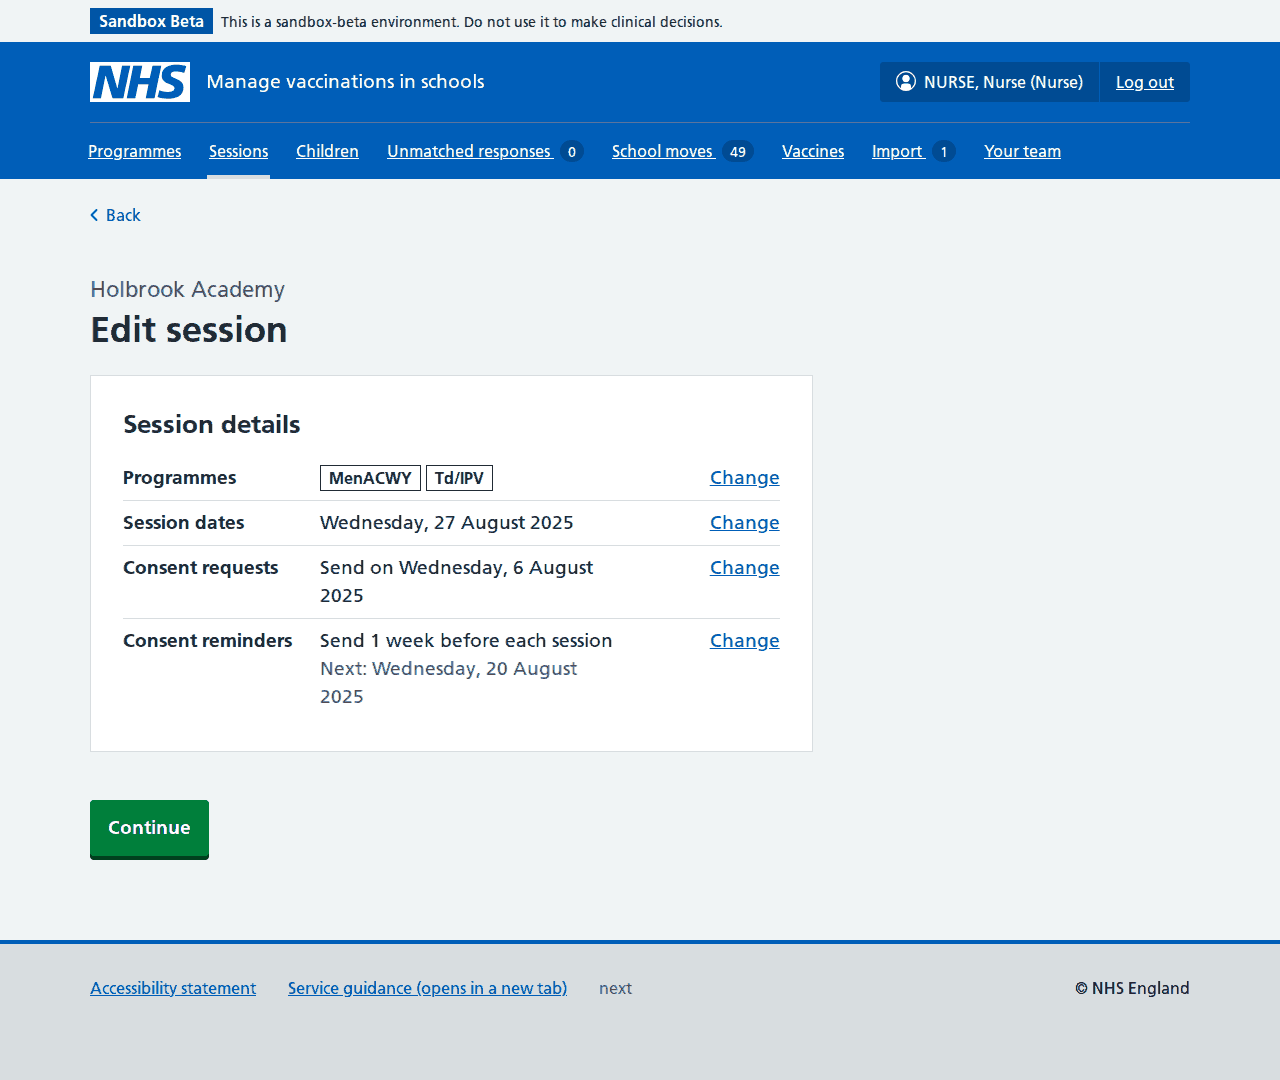 Sandbox Beta This is a sandbox-beta environment. Do not use it to make clinical decisions.
NHS Manage vaccinations in schools NURSE, Nurse (Nurse) Log out
Programmes Sessions Children Unmatched responses 0 School moves 49 Vaccines Import 1 Your team
Back
Holbrook Academy
Edit session
Session details
Programmes MenACWY Td/IPV Change
Session dates Wednesday, 27 August 2025 Change
Consent requests Send on Wednesday, 6 August Change
2025
Consent reminders Send 1 week before each session Change
Next: Wednesday, 20 August
2025
Continue
Accessibility statement Service guidance (opens in a new tab) next © NHS England